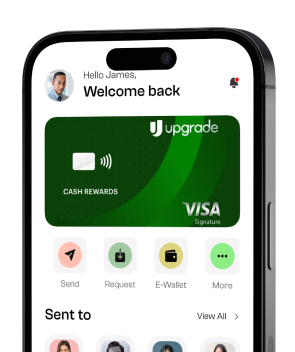 Hello James,
Welcome back
upgrade
CASH REWARDS
VISA
Signature
Send
Request
E-Wallet
More
Sent to
View All